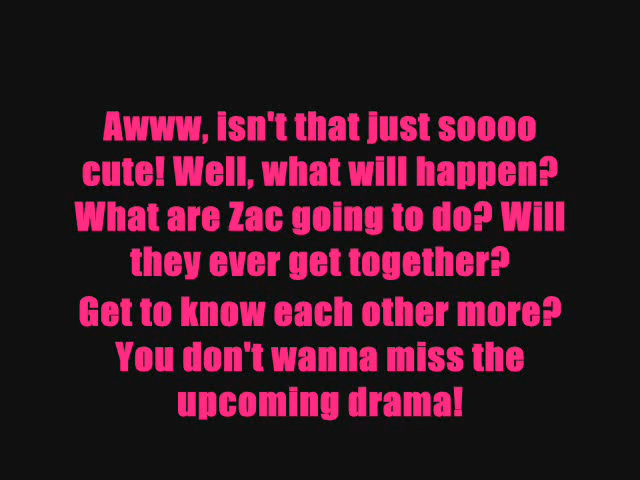 Awww, isn't that just soooo
cute! Well, what will happen?
What are Zac going to do? Will
they ever get together?
Get to know each other more?
You don't wanna miss the
upcoming drama!